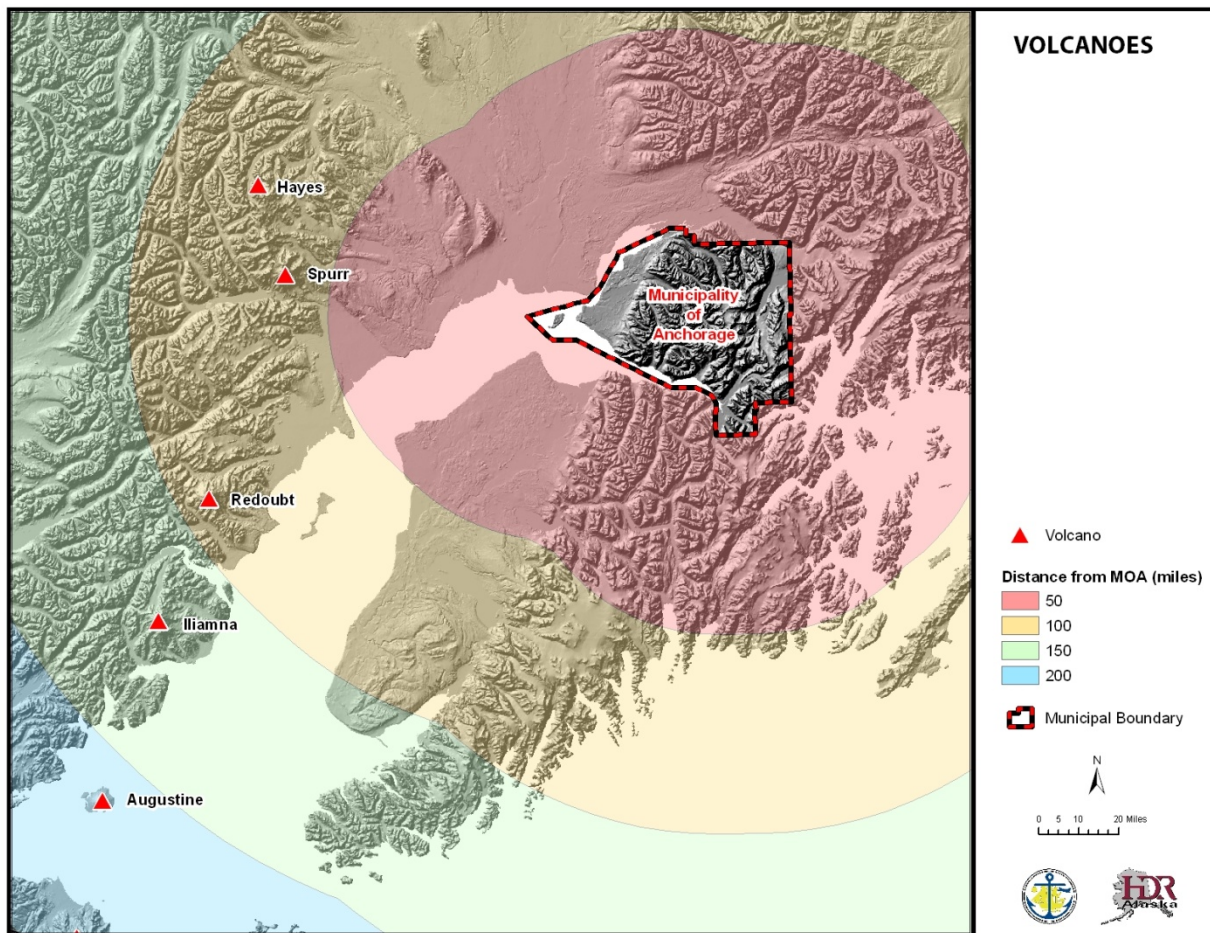 VOLCANOES
Hayes
Spurr
Municipality
of
Anchorage
Redoubt
Iliamna
Augustine
Volcano
Distance from MOA (miles)
50
100
150
200
Municipal Boundary
N
0 5 10 20 Miles
HDR
Alaska